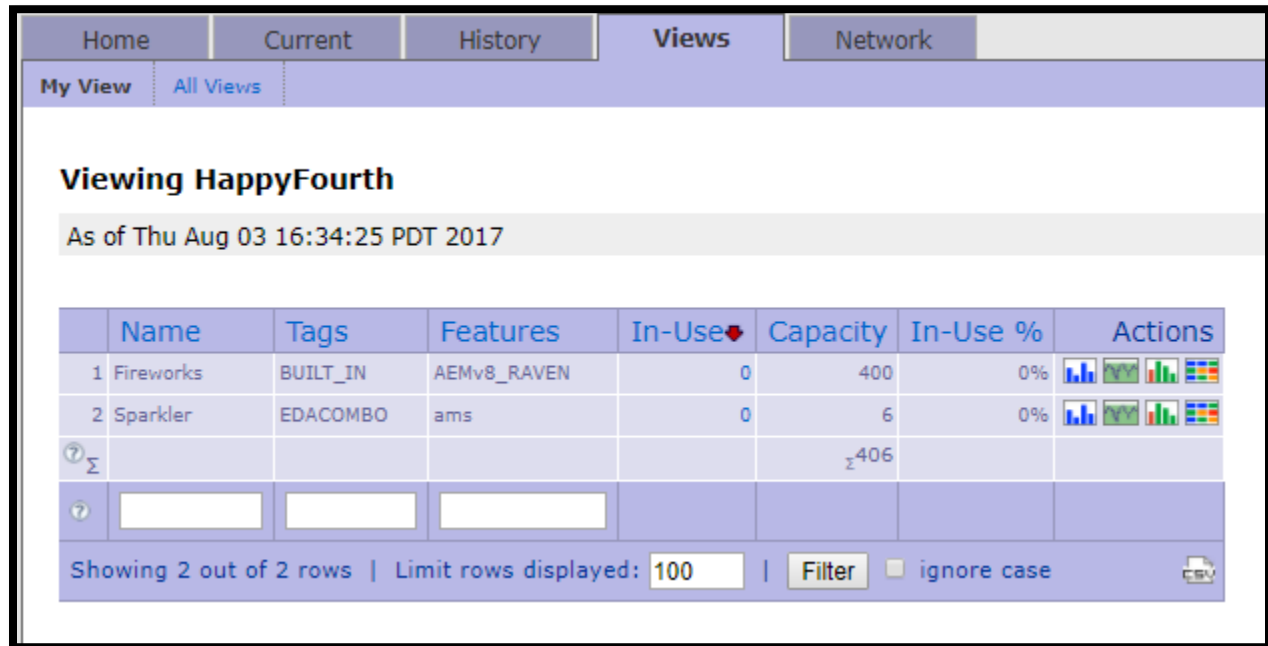 Home Current History Views Network
My View All Views
Viewing HappyFourth
As of Thu Aug 03 16:34:25 PDT 2017
Name Tags Features In-Use Capacity In-Use % Actions
1 Fireworks BUILT_IN AEMv8_RAVEN 0 400 0%
2 Sparkler EDACOMBO ams 0 6 0%
? Σ Σ406
?
Showing 2 out of 2 rows | Limit rows displayed: 100 | Filter ignore case CSV